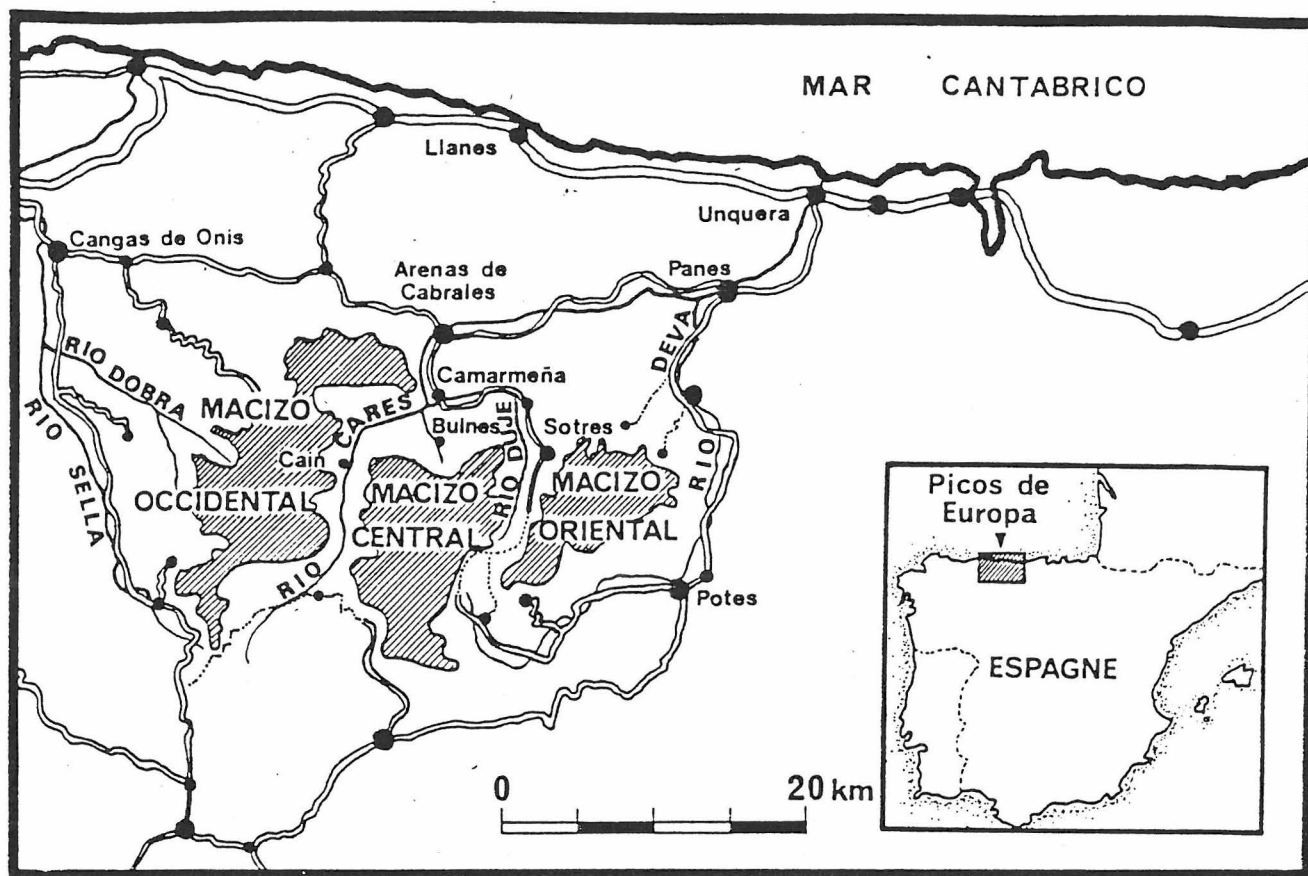 MAR CANTABRICO
Llanes
Unquera
Cangas de Onis
Arenas de
Cabrales
Panes
RIO DEVA
RIO DOBRA
Camarmeña
RIO SELLA
MACIZO
OCCIDENTAL
RIO CARES
Bulnes
RIO DUJE
Sotres
Cain
MACIZO
CENTRAL
MACIZO
ORIENTAL
Potes
0 20 km
Picos de
Europa
ESPAGNE